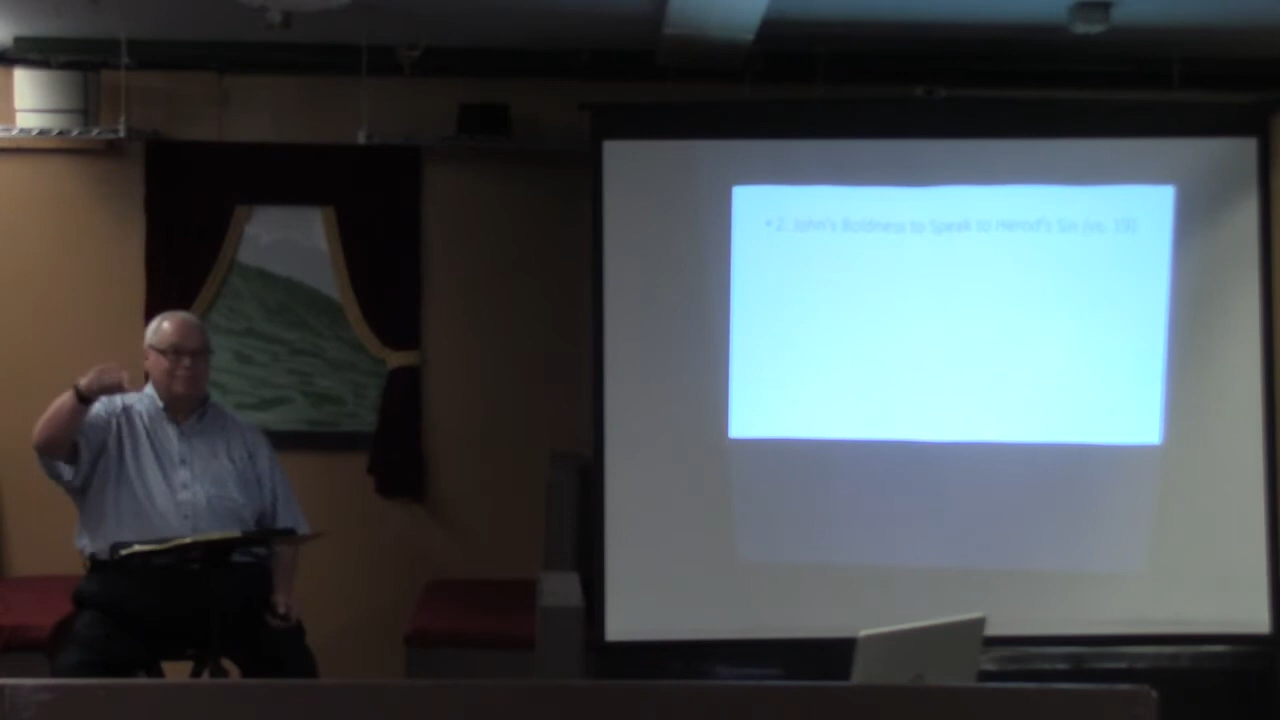 • 2. John's Boldness to Speak to Herod's Sin (vs. 19)